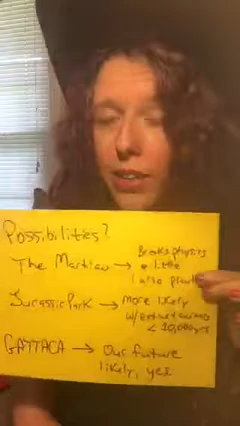 Possibilities?
The Martian → Breaks physics
a little
(also plants)
Jurassic Park → More likely
w/ extinct animals
< 10,000 yrs
GATTACA → Our future
likely, yes